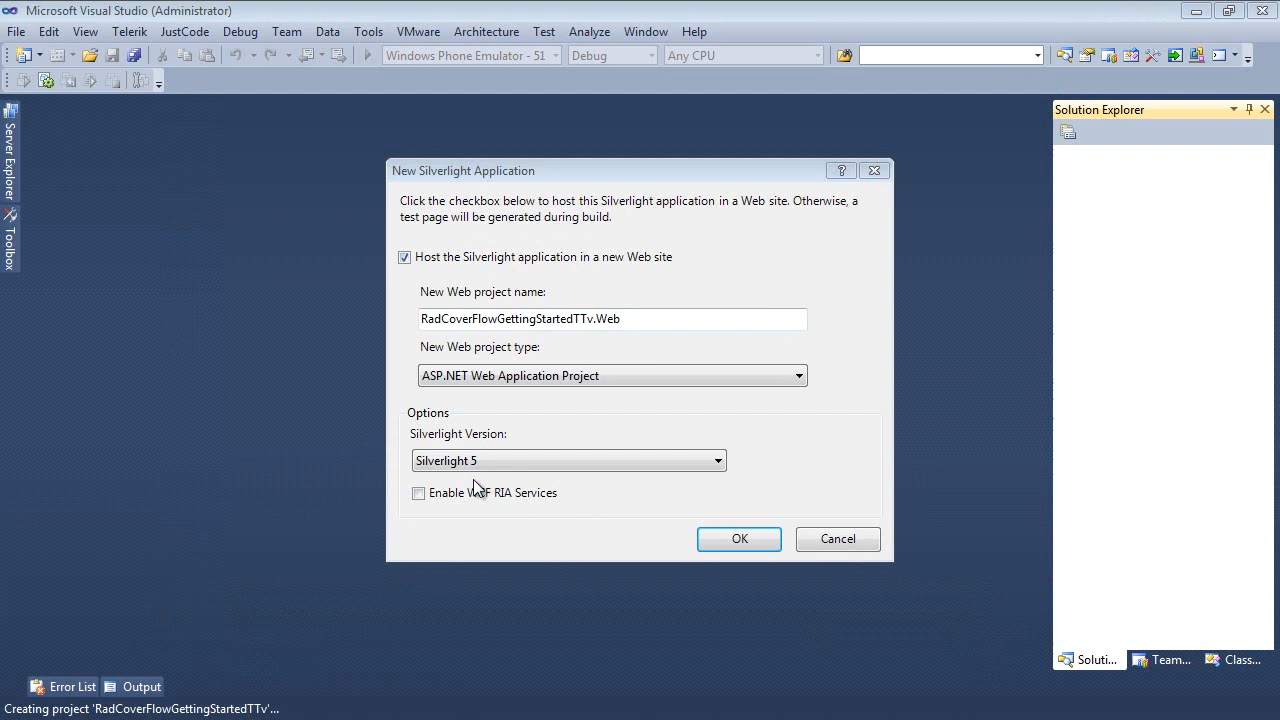 Microsoft Visual Studio (Administrator)
File Edit View Telerik JustCode Debug Team Data Tools VMware Architecture Test Analyze Window Help
Windows Phone Emulator - 51 Debug Any CPU
Server Explorer
Toolbox
Solution Explorer
New Silverlight Application
Click the checkbox below to host this Silverlight application in a Web site. Otherwise, a
test page will be generated during build.
Host the Silverlight application in a new Web site
New Web project name:
RadCoverFlowGettingStartedTTv.Web
New Web project type:
ASP.NET Web Application Project
Options
Silverlight Version:
Silverlight 5
Enable WCF RIA Services
OK Cancel
Soluti... Team... Class...
Error List Output
Creating project 'RadCoverFlowGettingStartedTTv'...